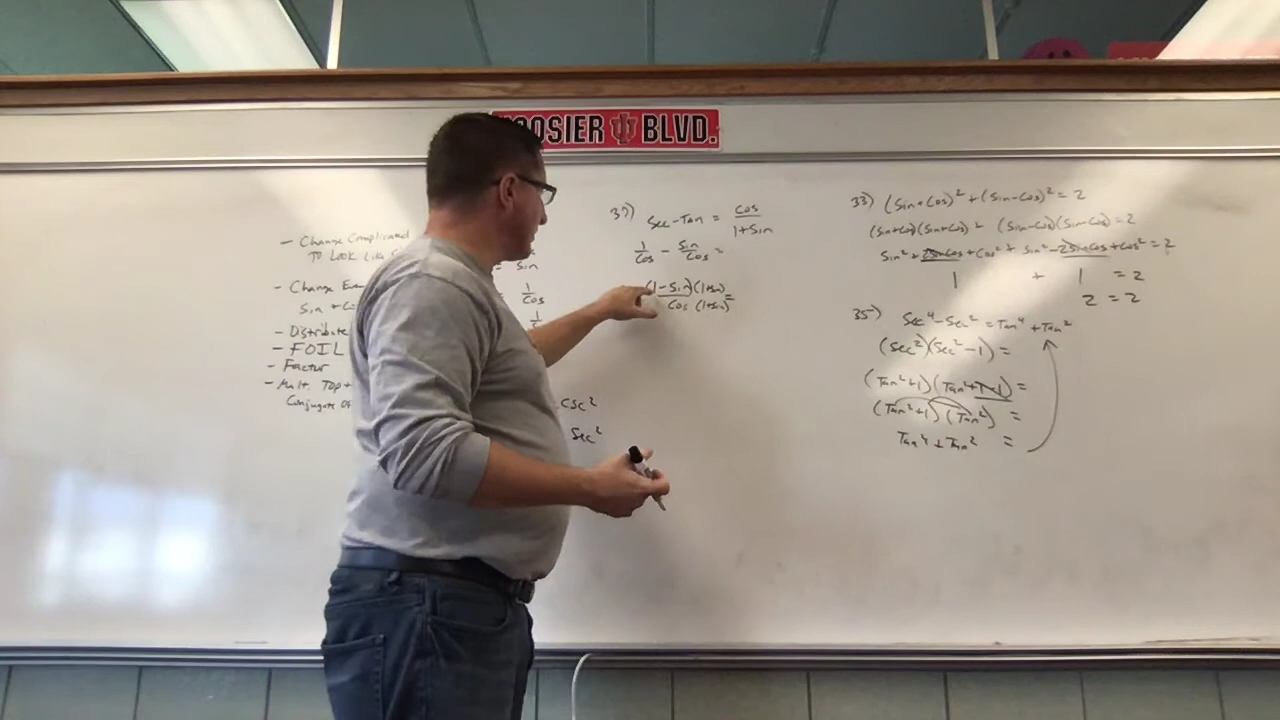 HOOSIER BLVD.
- Change Complicated
To Look Like
- Change Eve
Sin + Co
- Distribute
- FOIL
- Factor
- Mult. Top +
Conjugate Of
Sin
1/Cos
1
csc²
Sec²
37) Sec-Tan = Cos/1+Sin
1/Cos - Sin/Cos =
(1-Sin)(1+Sin)/Cos (1+Sin) =
33) (Sin+Cos)² + (Sin-Cos)² = 2
(Sin+Cos)(Sin+Cos)+ (Sin-Cos)(Sin-Cos) = 2
Sin² + 2SinCos + Cos² + Sin² - 2SinCos + Cos² = 2
1 + 1 = 2
2 = 2
35) Sec⁴ - Sec² = Tan⁴ + Tan²
(Sec²)(Sec² - 1) =
(Tan²+1)(Tan²+1-1) =
(Tan²+1)(Tan²) =
Tan⁴ + Tan² =